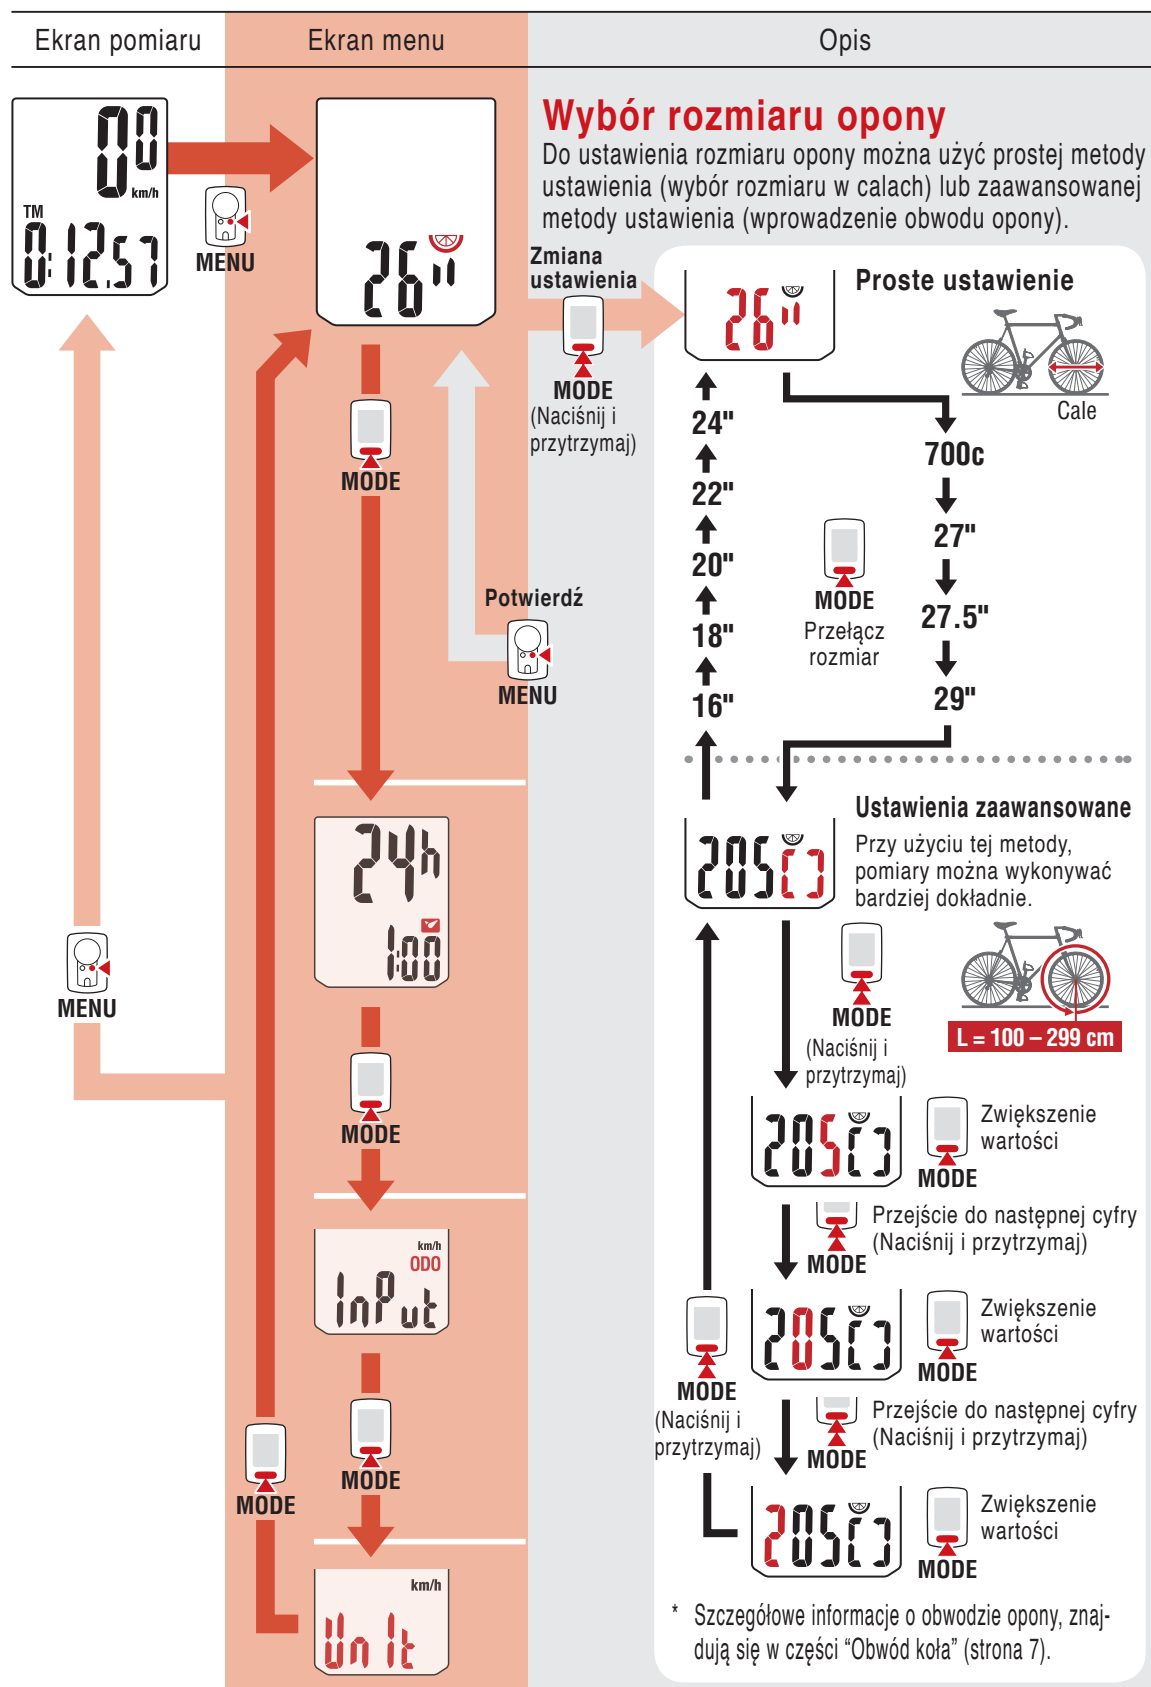 Ekran pomiaru
Ekran menu
Opis
Wybór rozmiaru opony
Do ustawienia rozmiaru opony można użyć prostej metody
ustawienia (wybór rozmiaru w calach) lub zaawansowanej
metody ustawienia (wprowadzenie obwodu opony).
00
km/h
TM
0:12.57
MENU
26"
Zmiana
ustawienia
MODE
(Naciśnij i
przytrzymaj)
26"
Proste ustawienie
Cale
MODE
24"
22"
20"
18"
16"
700c
27"
27.5"
29"
MODE
Przełącz
rozmiar
Potwierdź
MENU
24h
1:00
MENU
MODE
Ustawienia zaawansowane
Przy użyciu tej metody,
pomiary można wykonywać
bardziej dokładnie.
205
L = 100 – 299 cm
MODE
(Naciśnij i
przytrzymaj)
205
MODE
Zwiększenie
wartości
MODE
Przejście do następnej cyfry
(Naciśnij i przytrzymaj)
205
MODE
Zwiększenie
wartości
MODE
Przejście do następnej cyfry
(Naciśnij i przytrzymaj)
205
MODE
Zwiększenie
wartości
MODE
(Naciśnij i
przytrzymaj)
km/h
ODO
InPut
MODE
MODE
km/h
UnIt
* Szczegółowe informacje o obwodzie opony, znaj-
dują się w części “Obwód koła” (strona 7).